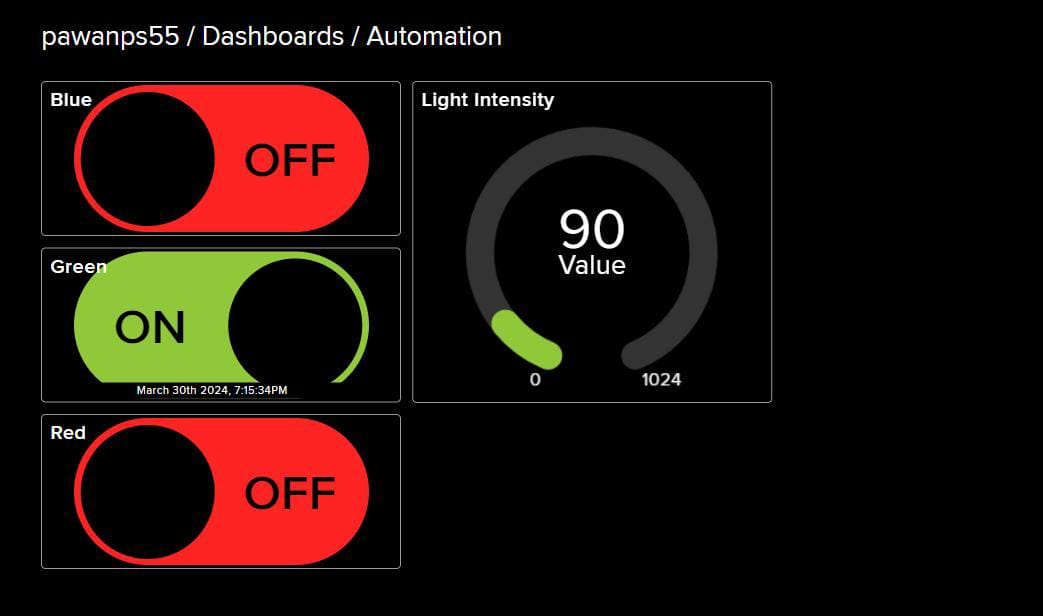 pawanps55 / Dashboards / Automation
Blue
OFF
Green
ON
March 30th 2024, 7:15:34PM
Red
OFF
Light Intensity
90
Value
0
1024